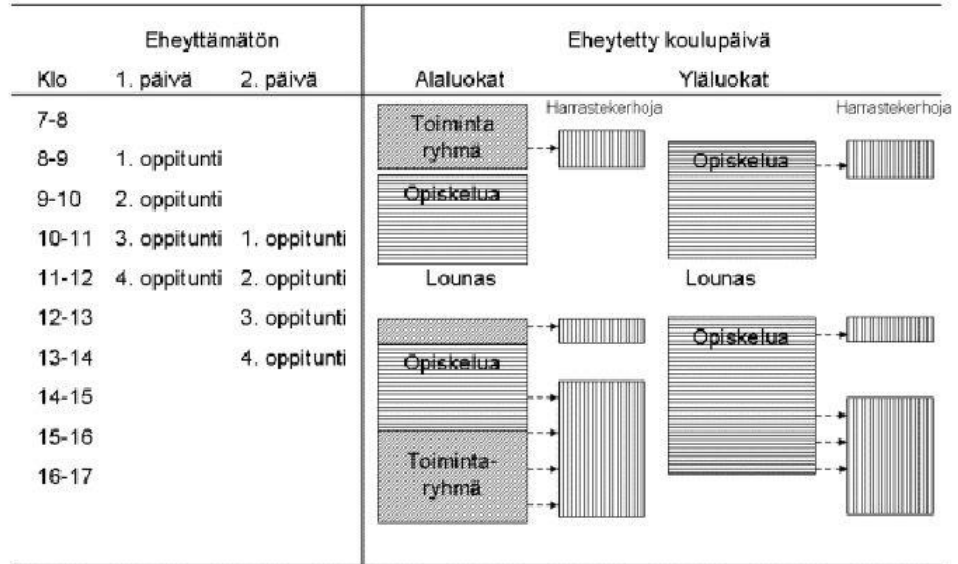 Eheyttämätön Eheytetty koulupäivä
Klo 1. päivä 2. päivä Alaluokat Yläluokat
Harrastekerhoja Harrastekerhoja
7-8
Toiminta
ryhmä
8-9 1. oppitunti
Opiskelua
9-10 2. oppitunti
Opiskelua
10-11 3. oppitunti 1. oppitunti
11-12 4. oppitunti 2. oppitunti Lounas Lounas
12-13 3. oppitunti
Opiskelua
13-14 4. oppitunti
Opiskelua
14-15
15-16
16-17
Toiminta-
ryhmä